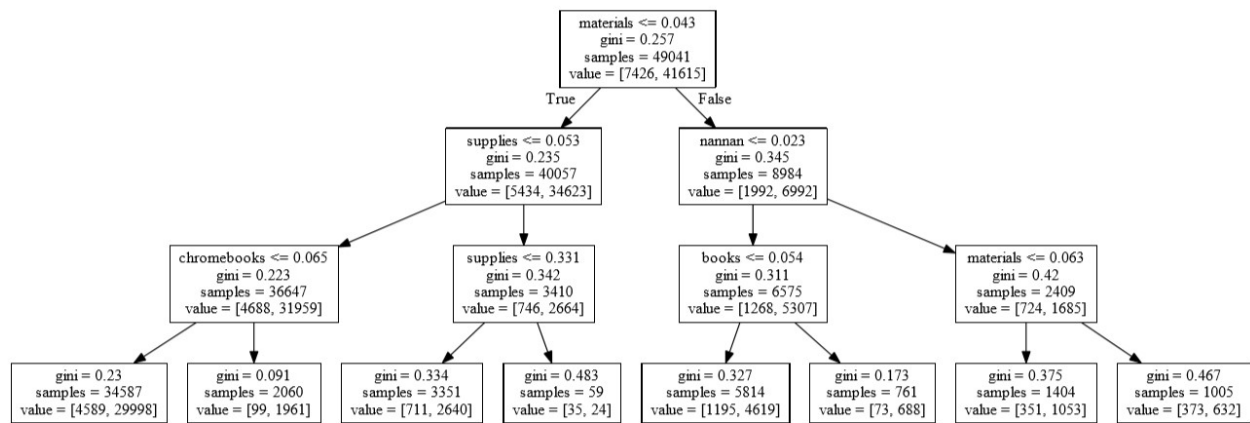 materials <= 0.043
gini = 0.257
samples = 49041
value = [7426, 41615]
True
False
supplies <= 0.053
gini = 0.235
samples = 40057
value = [5434, 34623]
nannan <= 0.023
gini = 0.345
samples = 8984
value = [1992, 6992]
chromebooks <= 0.065
gini = 0.223
samples = 36647
value = [4688, 31959]
supplies <= 0.331
gini = 0.342
samples = 3410
value = [746, 2664]
books <= 0.054
gini = 0.311
samples = 6575
value = [1268, 5307]
materials <= 0.063
gini = 0.42
samples = 2409
value = [724, 1685]
gini = 0.23
samples = 34587
value = [4589, 29998]
gini = 0.091
samples = 2060
value = [99, 1961]
gini = 0.334
samples = 3351
value = [711, 2640]
gini = 0.483
samples = 59
value = [35, 24]
gini = 0.327
samples = 5814
value = [1195, 4619]
gini = 0.173
samples = 761
value = [73, 688]
gini = 0.375
samples = 1404
value = [351, 1053]
gini = 0.467
samples = 1005
value = [373, 632]